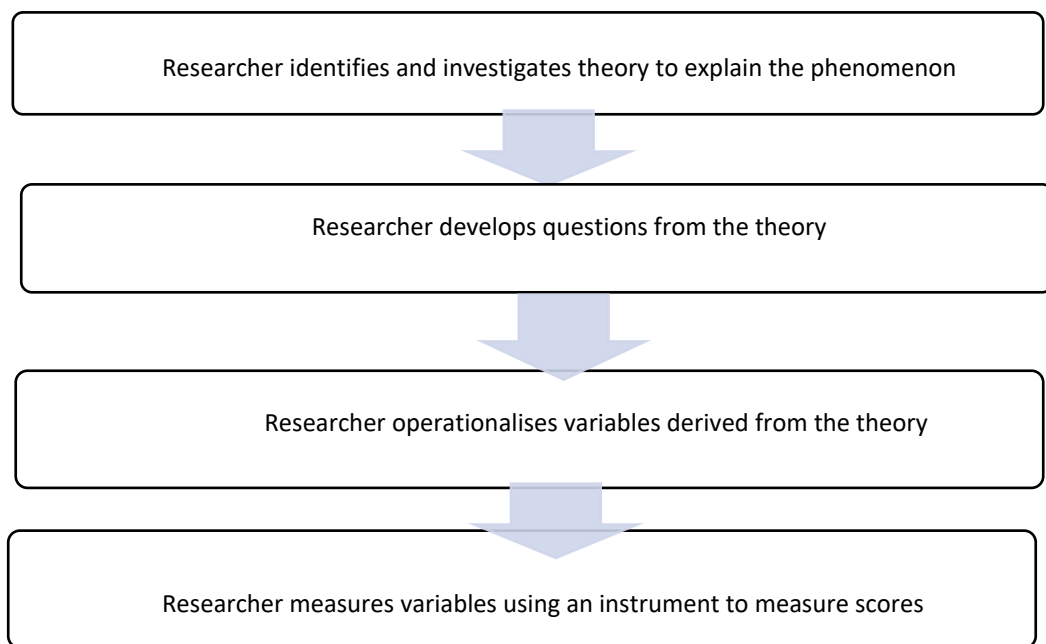 Researcher identifies and investigates theory to explain the phenomenon
Researcher develops questions from the theory
Researcher operationalises variables derived from the theory
Researcher measures variables using an instrument to measure scores